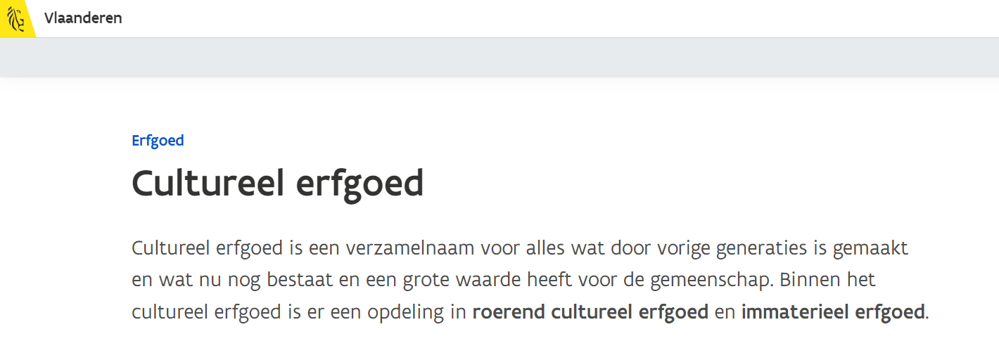 Vlaanderen
Erfgoed
Cultureel erfgoed
Cultureel erfgoed is een verzamelnaam voor alles wat door vorige generaties is gemaakt
en wat nu nog bestaat en een grote waarde heeft voor de gemeenschap. Binnen het
cultureel erfgoed is er een opdeling in roerend cultureel erfgoed en immaterieel erfgoed.